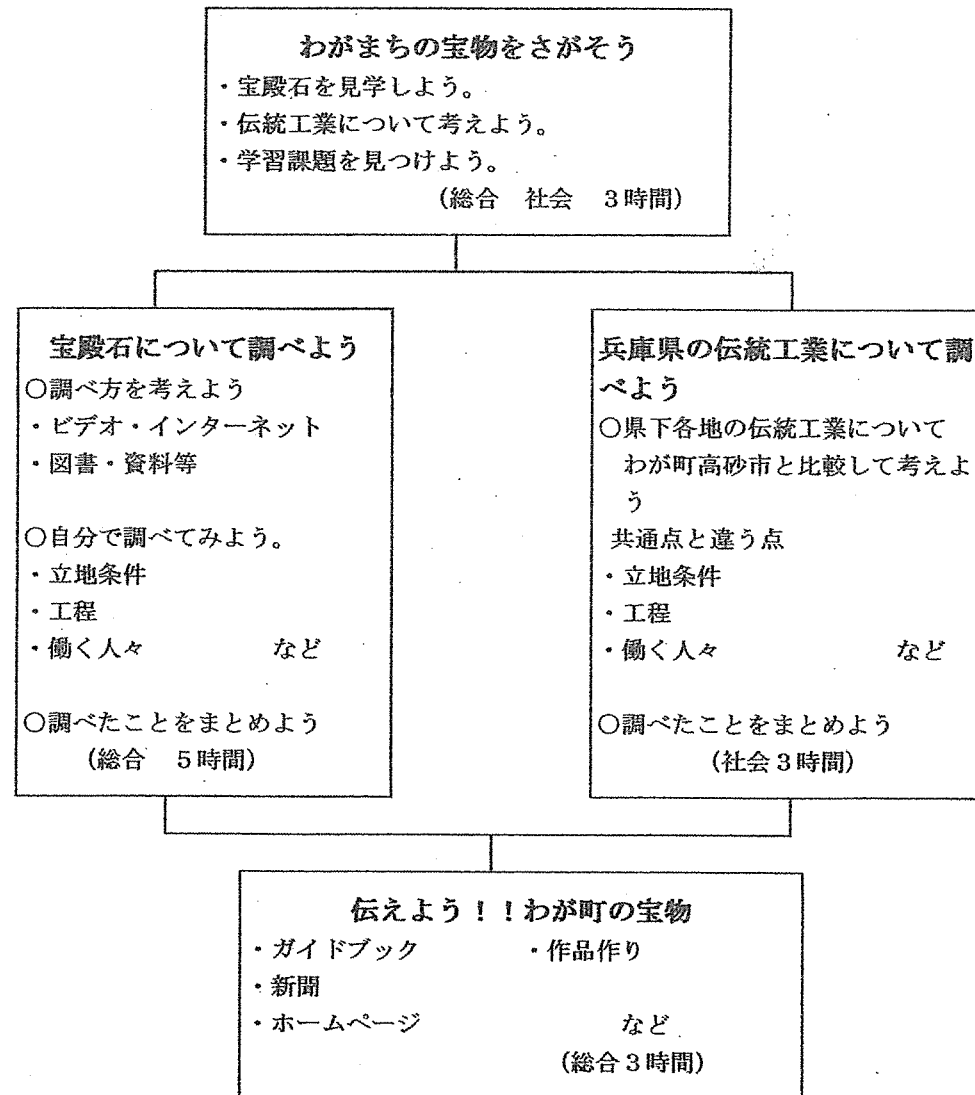 わがまちの宝物をさがそう
・宝殿石を見学しよう。
・伝統工業について考えよう。
・学習課題を見つけよう。
(総合　社会　3時間)
宝殿石について調べよう
○調べ方を考えよう
・ビデオ・インターネット
・図書・資料等
○自分で調べてみよう。
・立地条件
・工程
・働く人々　　　　　など
○調べたことをまとめよう
(総合　5時間)
兵庫県の伝統工業について調
べよう
○県下各地の伝統工業について
わが町高砂市と比較して考えよ
う
共通点と違う点
・立地条件
・工程
・働く人々　　　　　など
○調べたことをまとめよう
(社会3時間)
伝えよう！！わが町の宝物
・ガイドブック　　　・作品作り
・新聞
・ホームページ　　　　　など
(総合3時間)